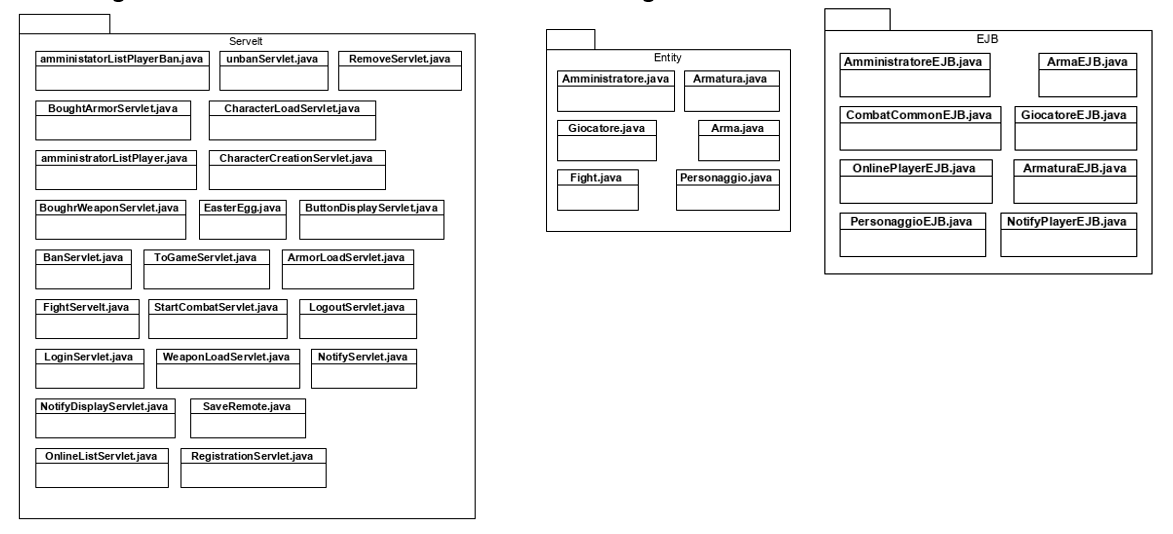 Servelt
amministatorListPlayerBan.java
unbanServlet.java
RemoveServlet.java
BoughtArmorServlet.java
CharacterLoadServlet.java
amministratorListPlayer.java
CharacterCreationServlet.java
BoughrWeaponServlet.java
EasterEgg.java
ButtonDisplayServlet.java
BanServlet.java
ToGameServlet.java
ArmorLoadServlet.java
FightServelt.java
StartCombatServlet.java
LogoutServlet.java
LoginServlet.java
WeaponLoadServlet.java
NotifyServlet.java
NotifyDisplayServlet.java
SaveRemote.java
OnlineListServlet.java
RegistrationServlet.java
Entity
Amministratore.java
Armatura.java
Giocatore.java
Arma.java
Fight.java
Personaggio.java
EJB
AmministratoreEJB.java
ArmaEJB.java
CombatCommonEJB.java
GiocatoreEJB.java
OnlinePlayerEJB.java
ArmaturaEJB.java
PersonaggioEJB.java
NotifyPlayerEJB.java